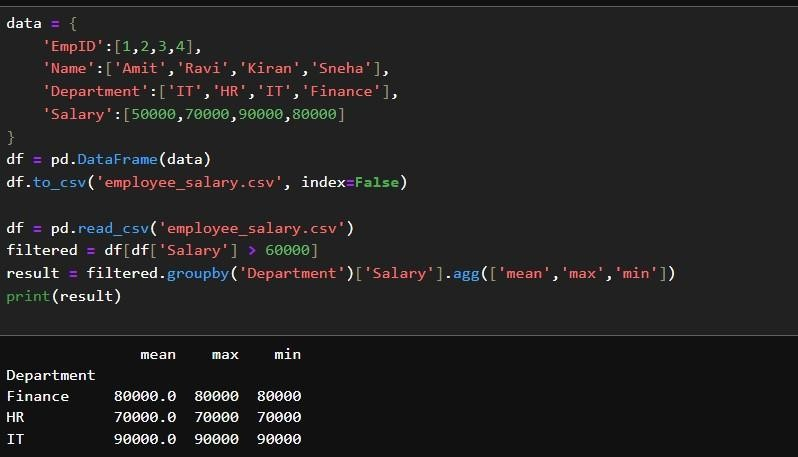 data = {
    'EmpID':[1,2,3,4],
    'Name':['Amit','Ravi','Kiran','Sneha'],
    'Department':['IT','HR','IT','Finance'],
    'Salary':[50000,70000,90000,80000]
}
df = pd.DataFrame(data)
df.to_csv('employee_salary.csv', index=False)

df = pd.read_csv('employee_salary.csv')
filtered = df[df['Salary'] > 60000]
result = filtered.groupby('Department')['Salary'].agg(['mean','max','min'])
print(result)

               mean    max    min
Department
Finance     80000.0  80000  80000
HR          70000.0  70000  70000
IT          90000.0  90000  90000